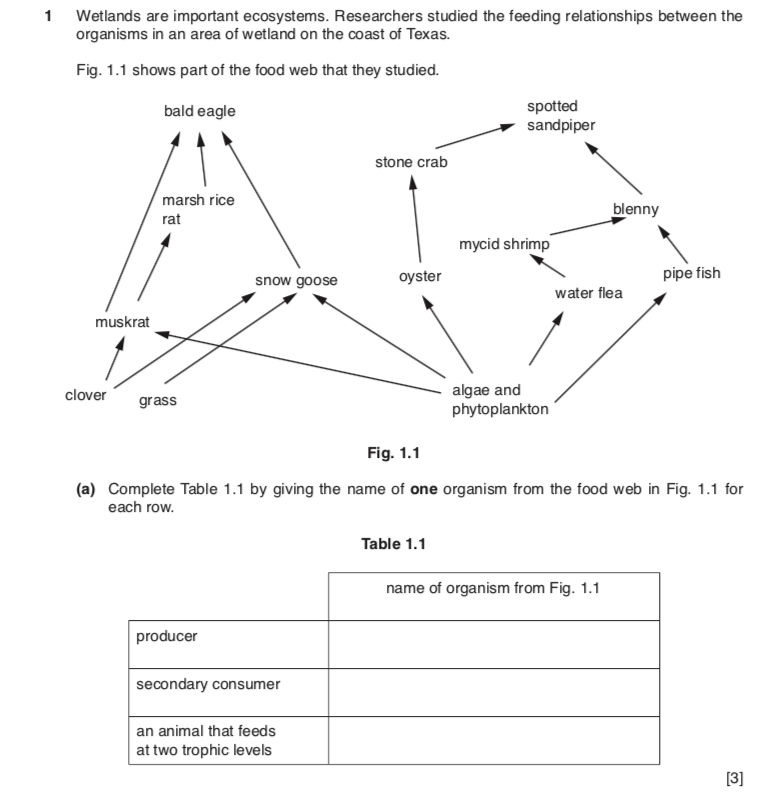 1 Wetlands are important ecosystems. Researchers studied the feeding relationships between the
organisms in an area of wetland on the coast of Texas.
Fig. 1.1 shows part of the food web that they studied.
bald eagle
spotted
sandpiper
stone crab
marsh rice
rat
blenny
mycid shrimp
snow goose
oyster
pipe fish
water flea
muskrat
clover
grass
algae and
phytoplankton
Fig. 1.1
(a) Complete Table 1.1 by giving the name of one organism from the food web in Fig. 1.1 for
each row.
Table 1.1
name of organism from Fig. 1.1
producer
secondary consumer
an animal that feeds
at two trophic levels
[3]